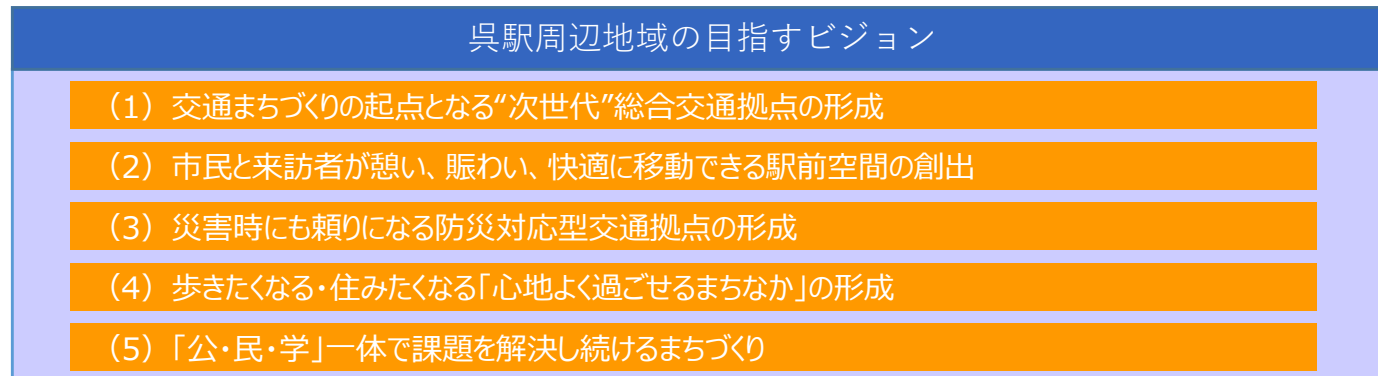 呉駅周辺地域の目指すビジョン
（1）交通まちづくりの起点となる“次世代”総合交通拠点の形成
（2）市民と来訪者が憩い、賑わい、快適に移動できる駅前空間の創出
（3）災害時にも頼りになる防災対応型交通拠点の形成
（4）歩きたくなる・住みたくなる「心地よく過ごせるまちなか」の形成
（5）「公・民・学」一体で課題を解決し続けるまちづくり